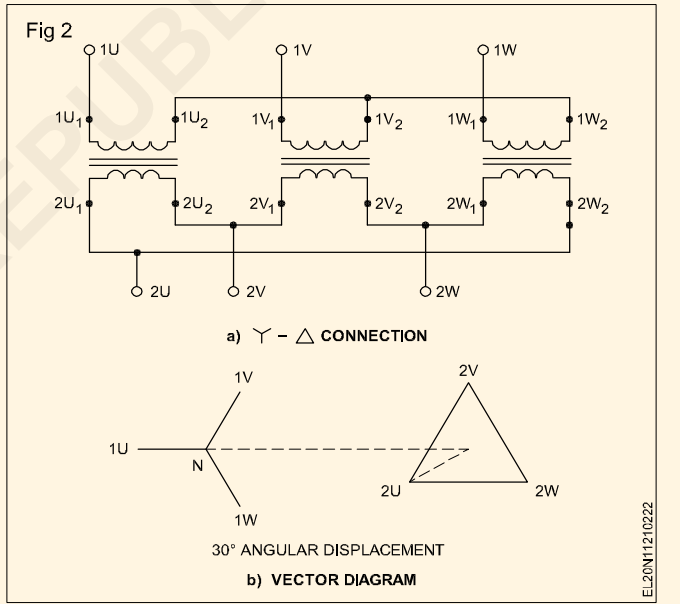 Fig 2
1U 1V 1W
1U₁ 1U₂ 1V₁ 1V₂ 1W₁ 1W₂
2U₁ 2U₂ 2V₁ 2V₂ 2W₁ 2W₂
2U 2V 2W
a) Y – △ CONNECTION
1V 2V
1U N
2U 2W
1W
30° ANGULAR DISPLACEMENT
b) VECTOR DIAGRAM
EL20N11210222